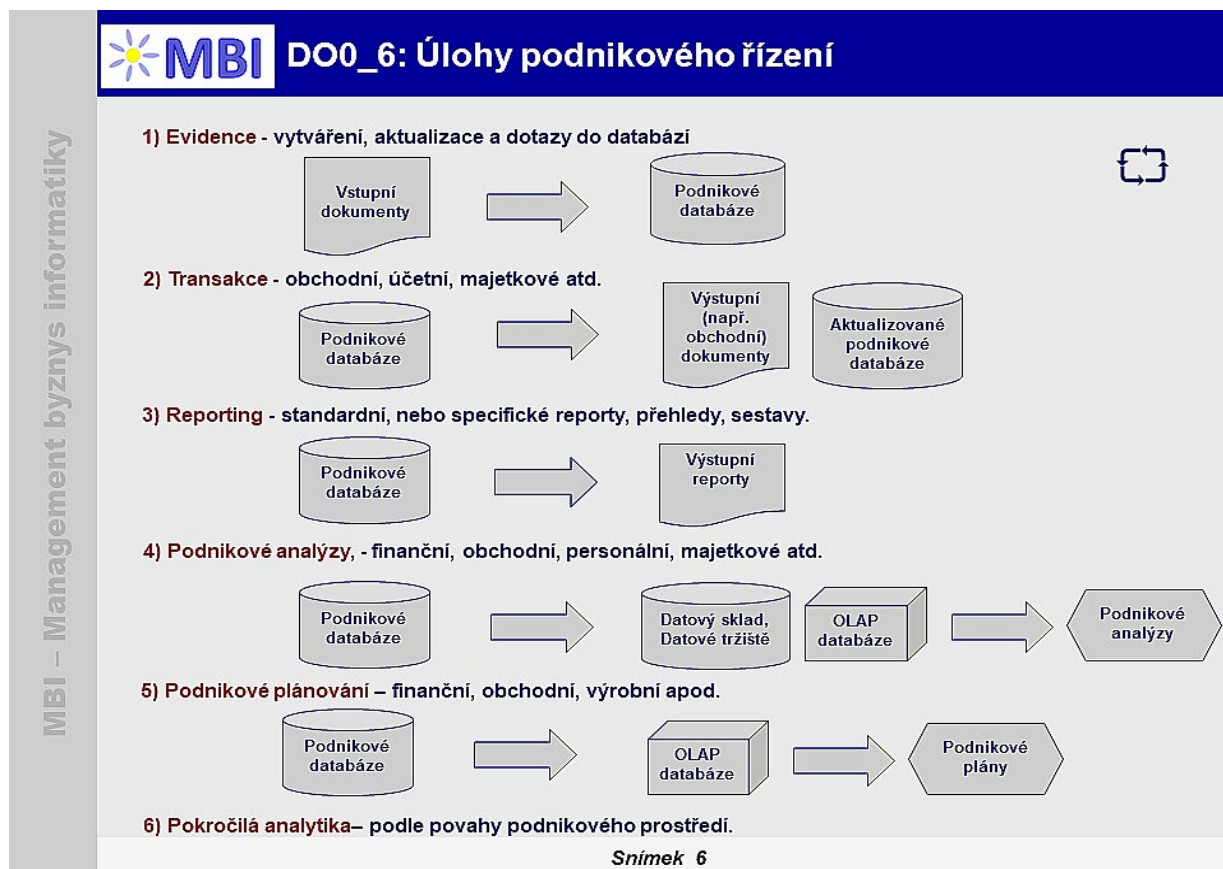 MBI
DO0_6: Úlohy podnikového řízení
MBI – Management byznys informatiky
1) Evidence - vytváření, aktualizace a dotazy do databází
Vstupní
dokumenty
Podnikové
databáze
2) Transakce - obchodní, účetní, majetkové atd.
Podnikové
databáze
Výstupní
(např.
obchodní)
dokumenty
Aktualizované
podnikové
databáze
3) Reporting - standardní, nebo specifické reporty, přehledy, sestavy.
Podnikové
databáze
Výstupní
reporty
4) Podnikové analýzy, - finanční, obchodní, personální, majetkové atd.
Podnikové
databáze
Datový sklad,
Datové tržiště
OLAP
databáze
Podnikové
analýzy
5) Podnikové plánování – finanční, obchodní, výrobní apod.
Podnikové
databáze
OLAP
databáze
Podnikové
plány
6) Pokročilá analytika– podle povahy podnikového prostředí.
Snímek 6